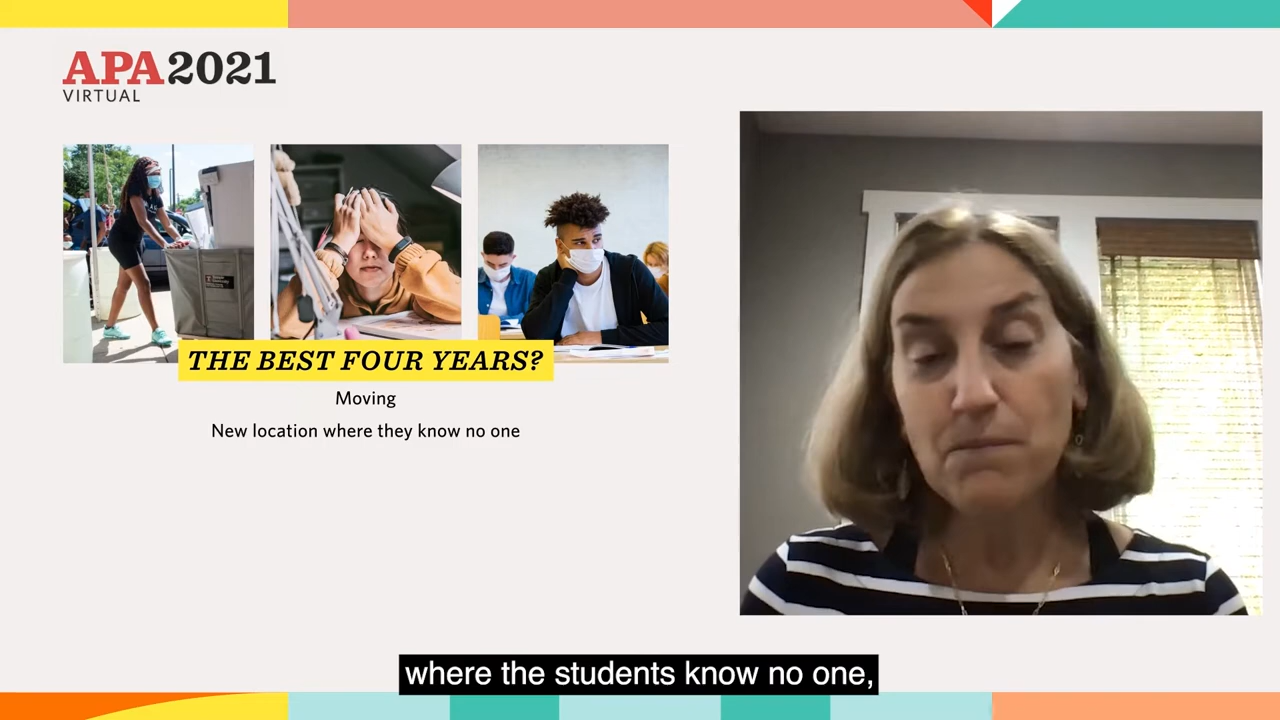 APA2021
VIRTUAL
THE BEST FOUR YEARS?
Moving
New location where they know no one
where the students know no one,